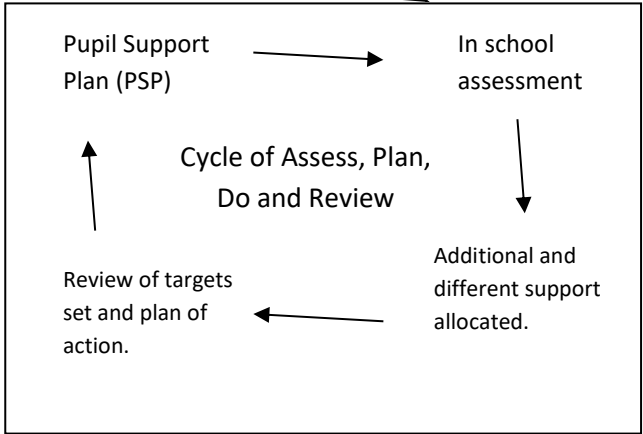 Pupil Support
Plan (PSP)
In school
assessment
Cycle of Assess, Plan,
Do and Review
Additional and
different support
allocated.
Review of targets
set and plan of
action.